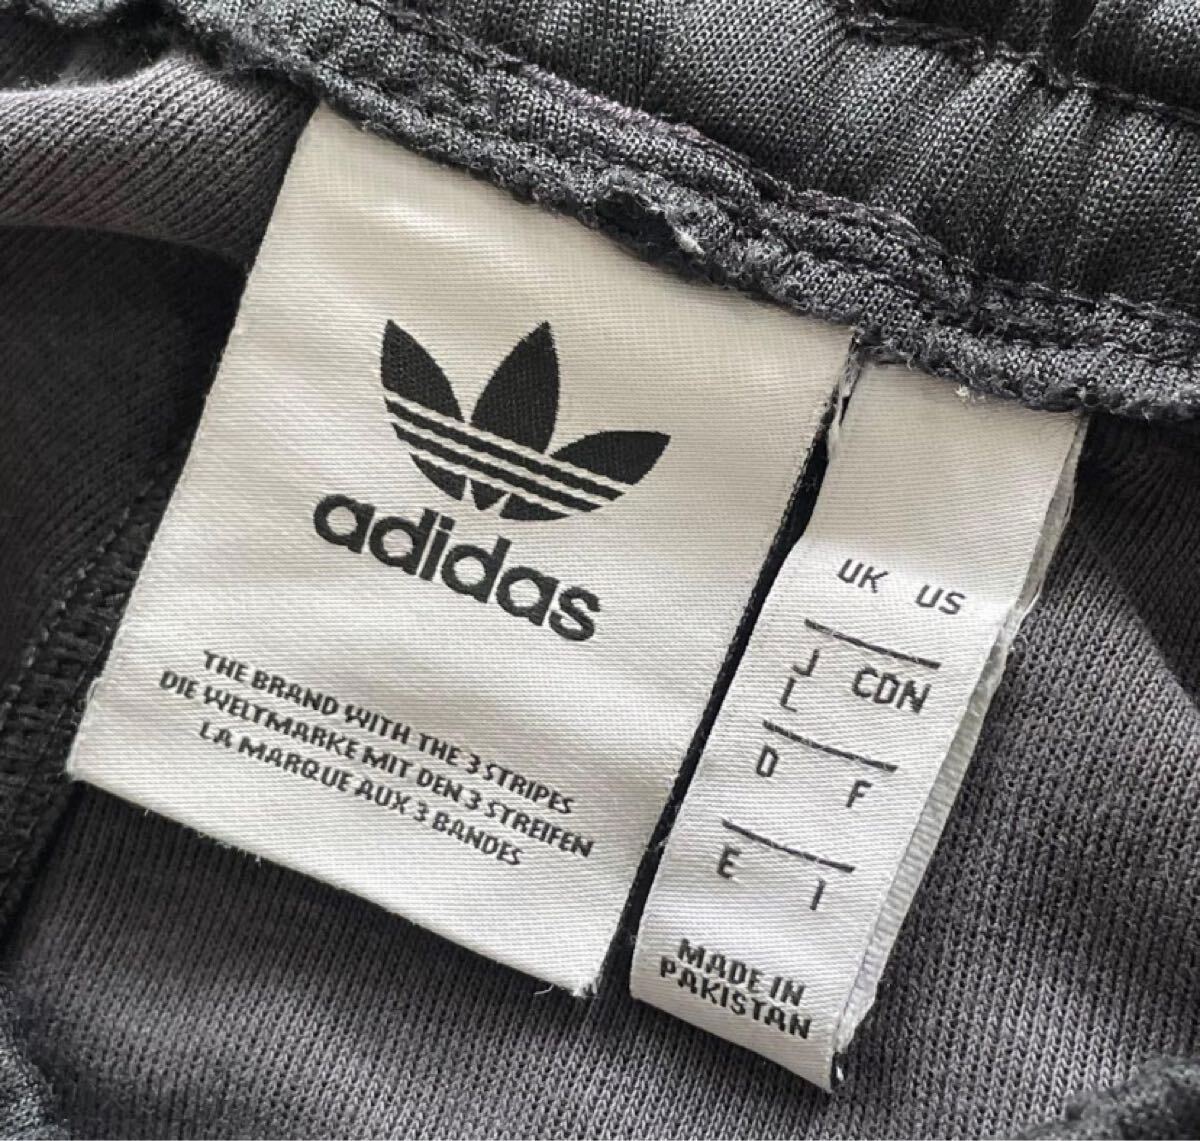 adidas
THE BRAND WITH THE 3 STRIPES
DIE WELTMARKE MIT DEN 3 STREIFEN
LA MARQUE AUX 3 BANDES
UK US
J CDN
L
D F
E I
MADE IN
PAKISTAN